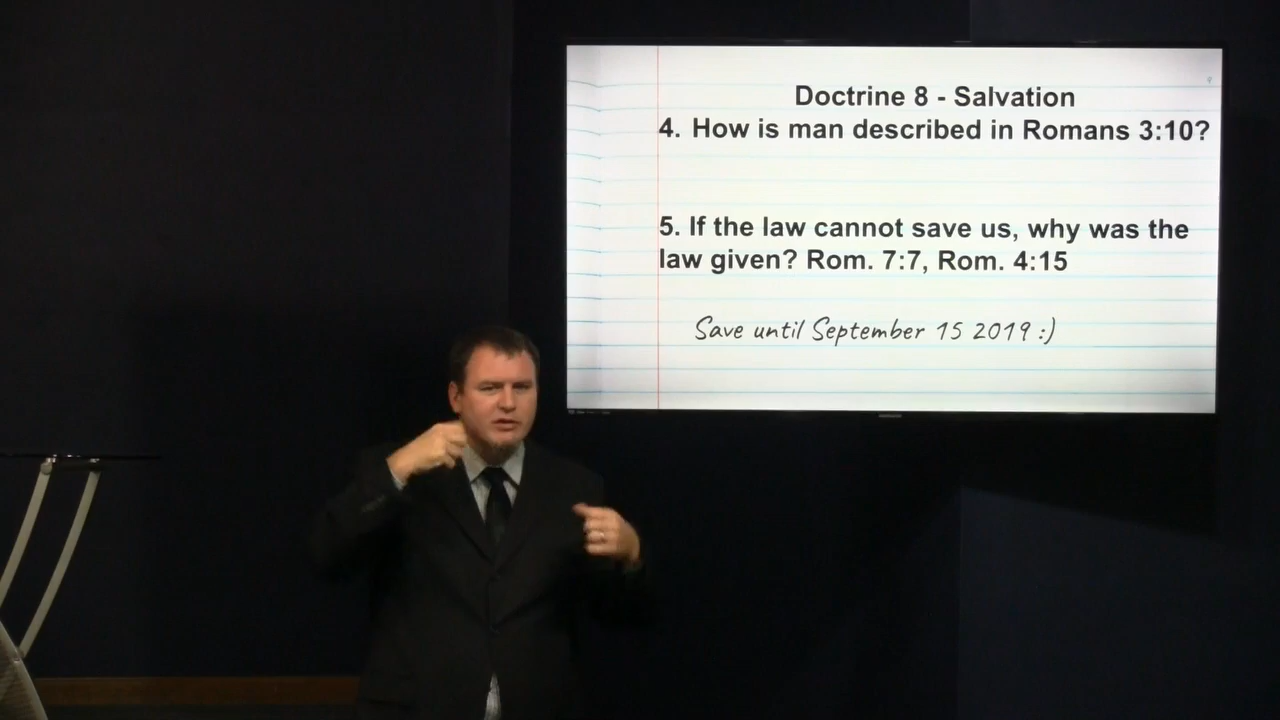 Doctrine 8 - Salvation
4. How is man described in Romans 3:10?
5. If the law cannot save us, why was the
law given? Rom. 7:7, Rom. 4:15
Save until September 15 2019 :)